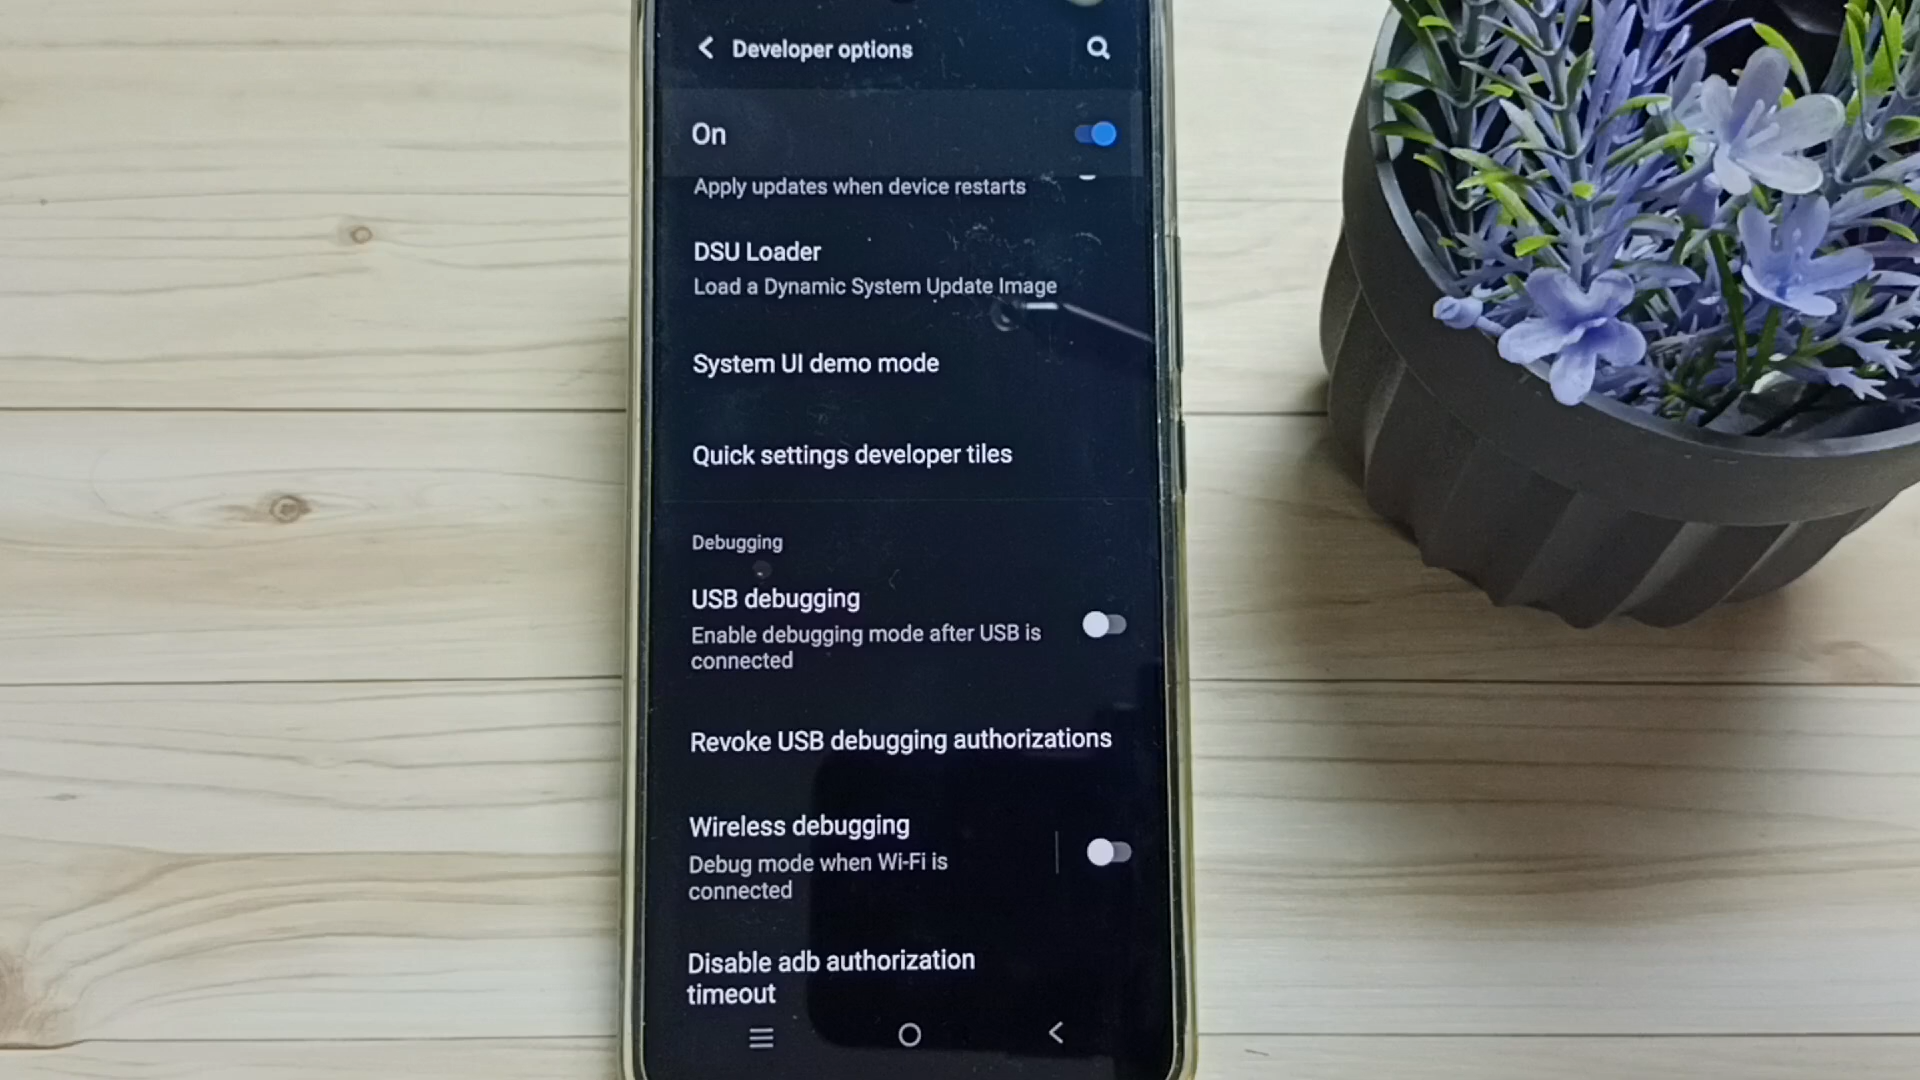 Developer options
On
Apply updates when device restarts
DSU Loader
Load a Dynamic System Update Image
System UI demo mode
Quick settings developer tiles
Debugging
USB debugging
Enable debugging mode after USB is
connected
Revoke USB debugging authorizations
Wireless debugging
Debug mode when Wi-Fi is
connected
Disable adb authorization
timeout